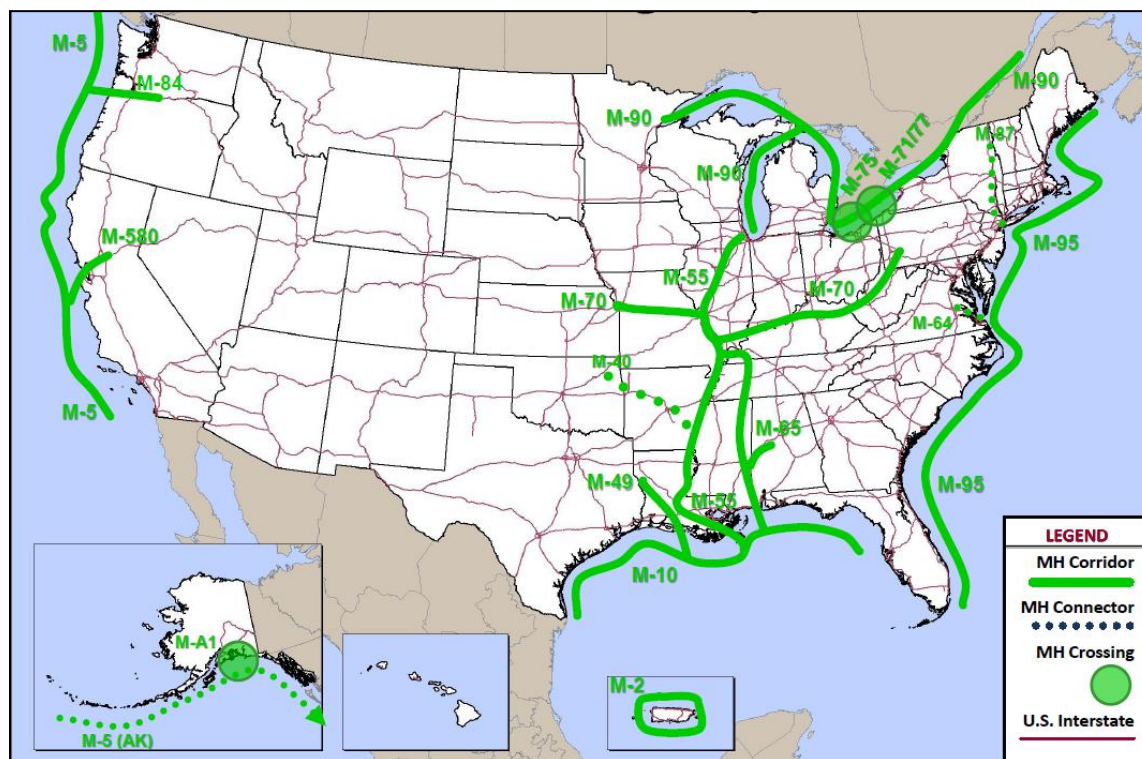 M-5
M-84
M-90
M-90
M-87
M-75
M-71/77
M-90
M-580
M-95
M-55
M-70
M-70
M-64
M-40
M-65
M-49
M-55
M-95
M-5
M-10
M-A1
M-5 (AK)
M-2
LEGEND
MH Corridor
MH Connector
MH Crossing
U.S. Interstate